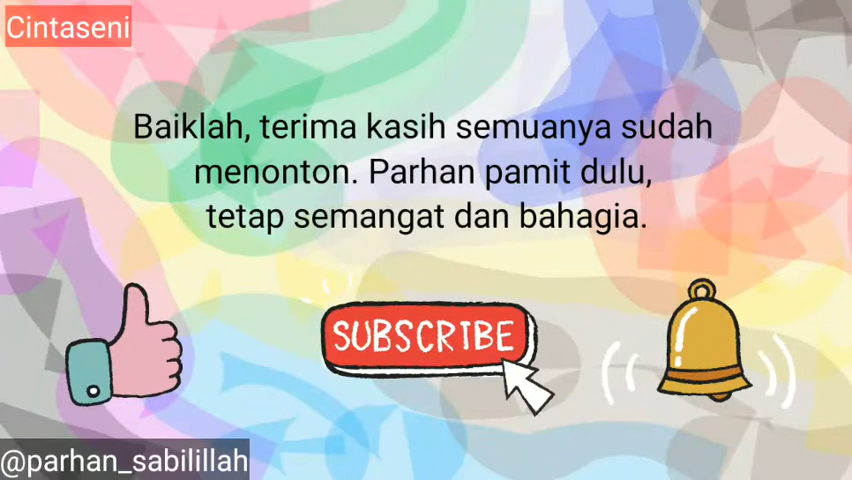 Cintaseni
Baiklah, terima kasih semuanya sudah
menonton. Parhan pamit dulu,
tetap semangat dan bahagia.
SUBSCRIBE
@parhan_sabilillah